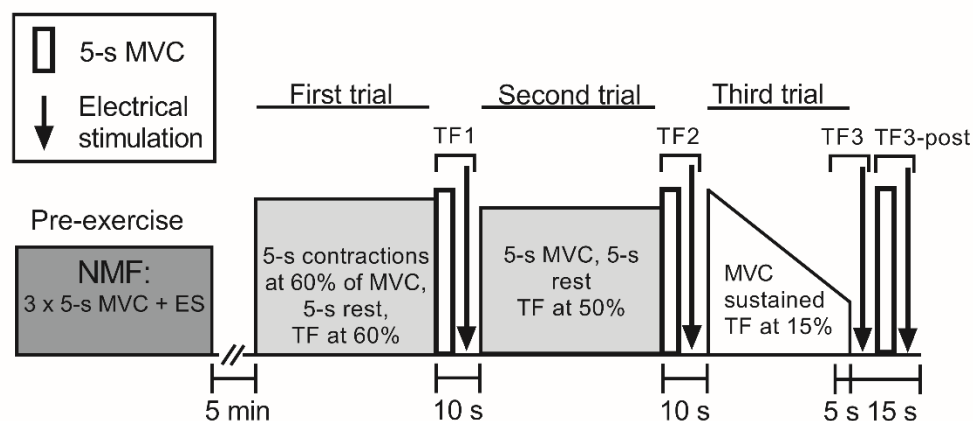 5-s MVC
Electrical
stimulation
First trial
Second trial
Third trial
TF1
TF2
TF3
TF3-post
Pre-exercise
NMF:
3 x 5-s MVC + ES
5-s contractions
at 60% of MVC,
5-s rest,
TF at 60%
5-s MVC, 5-s
rest
TF at 50%
MVC
sustained
TF at 15%
5 min
10 s
10 s
5 s
15 s